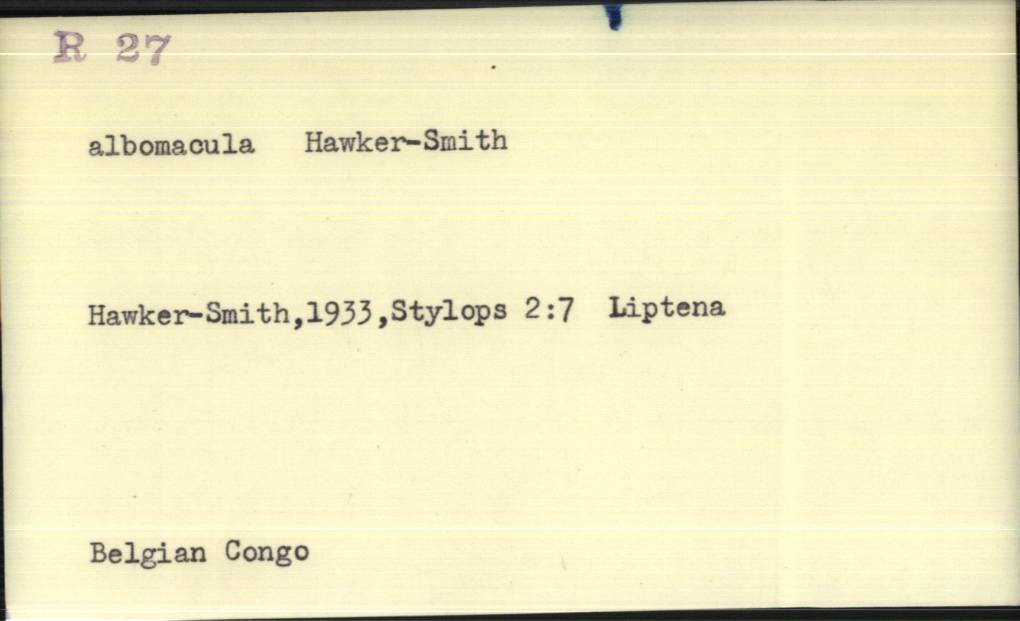 R 27
albomacula Hawker-Smith
Hawker-Smith,1933,Stylops 2:7 Liptena
Belgian Congo